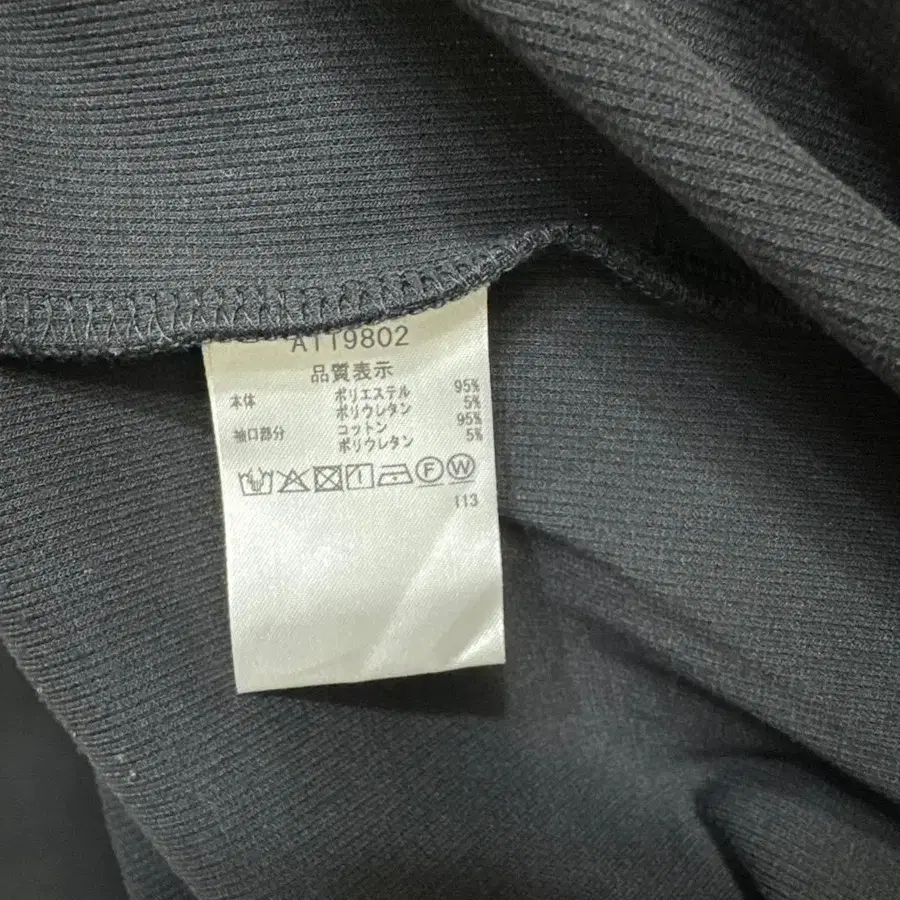 A119802
品質表示
本体 ポリエステル 95%
ポリウレタン 5%
袖口部分 コットン 95%
ポリウレタン 5%
F W
113